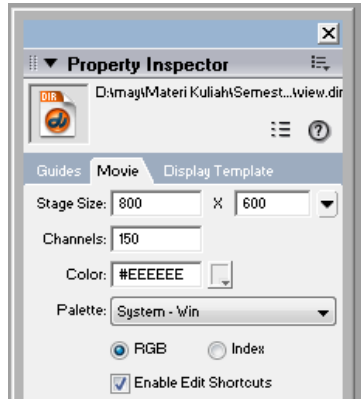 Property Inspector
DIR
D:\may\Materi Kuliah\Semest...\view.dir
Guides Movie Display Template
Stage Size: 800 X 600
Channels: 150
Color: #EEEEEE
Palette: System - Win
RGB Index
Enable Edit Shortcuts